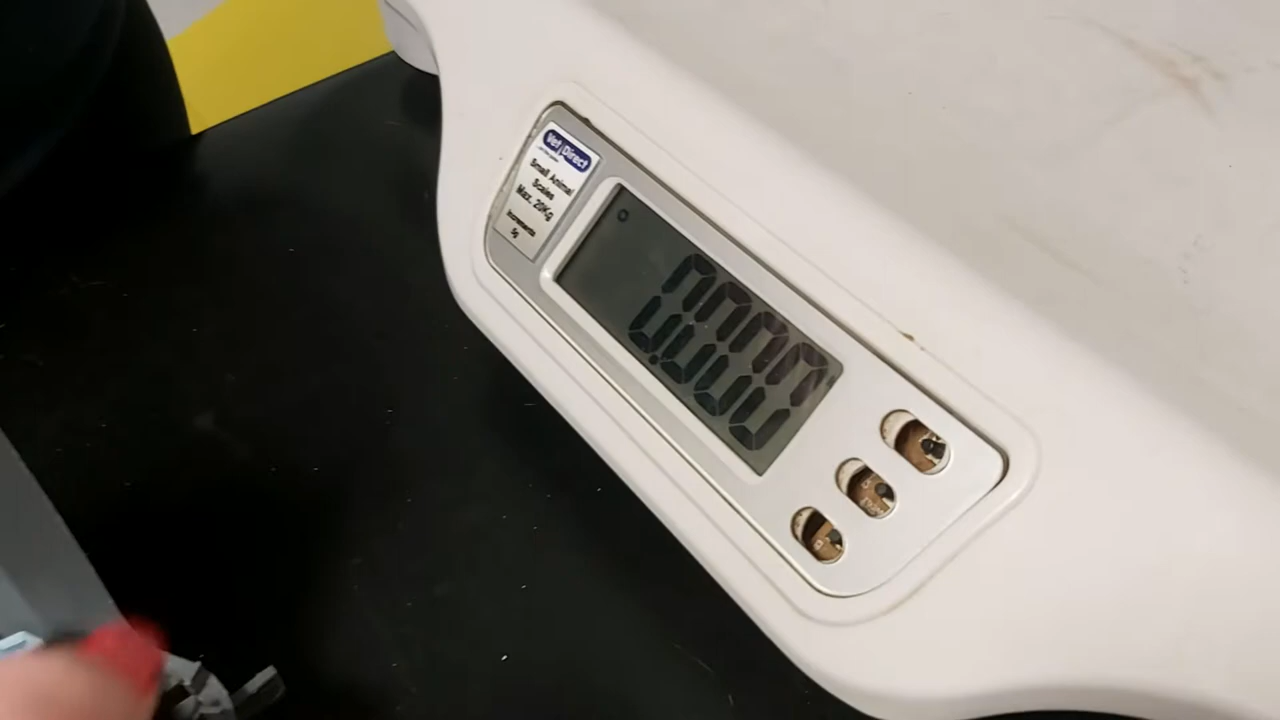 Vet Direct
Small Animal
Scales
Max. 20Kg
Increments
5g
0.000